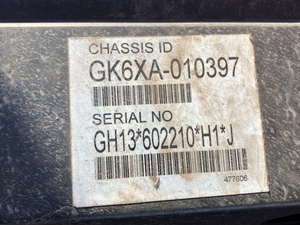 CHASSIS ID
GK6XA-010397
SERIAL NO
GH13*602210*H1*J
477606